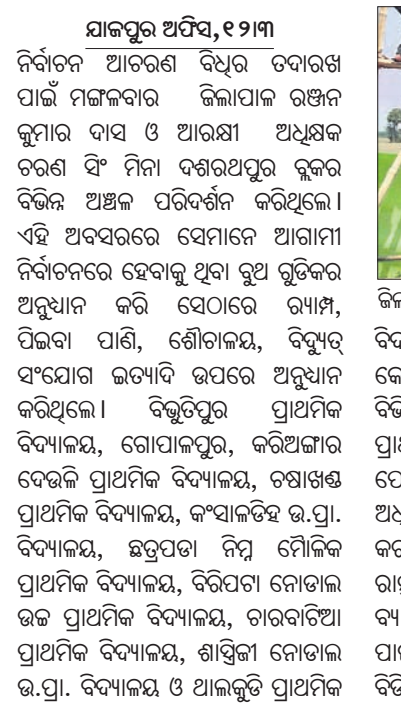 ଯାଜପୁର ଅଫିସ,୧୨ା୩
ନିର୍ବାଚନ ଆଚରଣ ବିଧିର ତଦାରଖ
ପାଇଁ ମଙ୍ଗଳବାର ଜିଲାପାଳ ରଞ୍ଜନ
କୁମାର ଦାସ ଓ ଆରକ୍ଷୀ ଅଧିକ୍ଷକ
ଚରଣ ସିଂ ମିନା ଦଶରଥପୁର ବ୍ଲକର
ବିଭିନ୍ନ ଅଞ୍ଚଳ ପରିଦର୍ଶନ କରିଥିଲେ।
ଏହି ଅବସରରେ ସେମାନେ ଆଗାମୀ
ନିର୍ବାଚନରେ ହେବାକୁ ଥିବା ବୁଥ ଗୁଡିକର
ଅନୁଧ୍ୟାନ କରି ସେଠାରେ ର୍ୟାମ୍ପ,
ପିଇବା ପାଣି, ଶୌଚାଳୟ, ବିଦ୍ୟୁତ୍
ସଂଯୋଗ ଇତ୍ୟାଦି ଉପରେ ଅନୁଧ୍ୟାନ
କରିଥିଲେ। ବିଭୁତିପୁର ପ୍ରାଥମିକ
ବିଦ୍ୟାଳୟ, ଗୋପାଳପୁର, କରିଅଙ୍ଗାର
ଦେଉଳି ପ୍ରାଥମିକ ବିଦ୍ୟାଳୟ, ଚଷାଖଣ୍ଡ
ପ୍ରାଥମିକ ବିଦ୍ୟାଳୟ, କଂସାଳଡିହ ଉ.ପ୍ରା.
ବିଦ୍ୟାଳୟ, ଛତ୍ରପଡା ନିମ୍ନ ମୌଳିକ
ପ୍ରାଥମିକ ବିଦ୍ୟାଳୟ, ବିରିପଟା ନୋଡାଲ
ଉଚ୍ଚ ପ୍ରାଥମିକ ବିଦ୍ୟାଳୟ, ଚାରବାଟିଆ
ପ୍ରାଥମିକ ବିଦ୍ୟାଳୟ, ଶାସ୍ତ୍ରିଜୀ ନୋଡାଲ
ଉ.ପ୍ରା. ବିଦ୍ୟାଳୟ ଓ ଥାଲକୁଡି ପ୍ରାଥମିକ